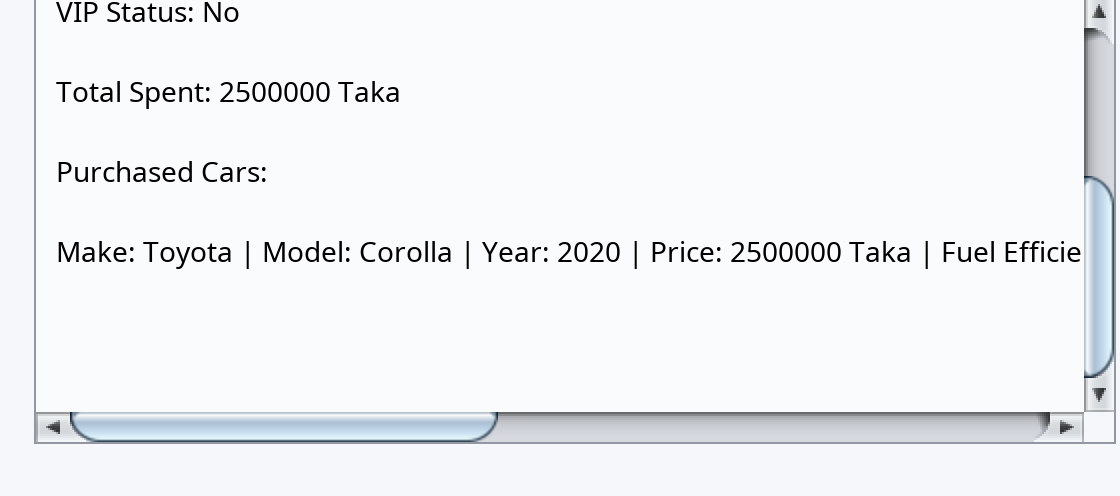 VIP Status: No
Total Spent: 2500000 Taka
Purchased Cars:
Make: Toyota | Model: Corolla | Year: 2020 | Price: 2500000 Taka | Fuel Efficie